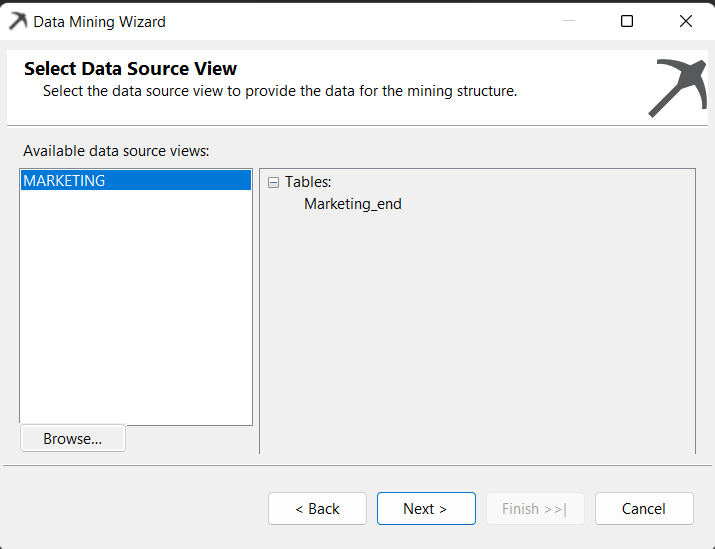 Data Mining Wizard
Select Data Source View
Select the data source view to provide the data for the mining structure.
Available data source views:
MARKETING
Tables:
Marketing_end
Browse...
< Back
Next >
Finish >>|
Cancel